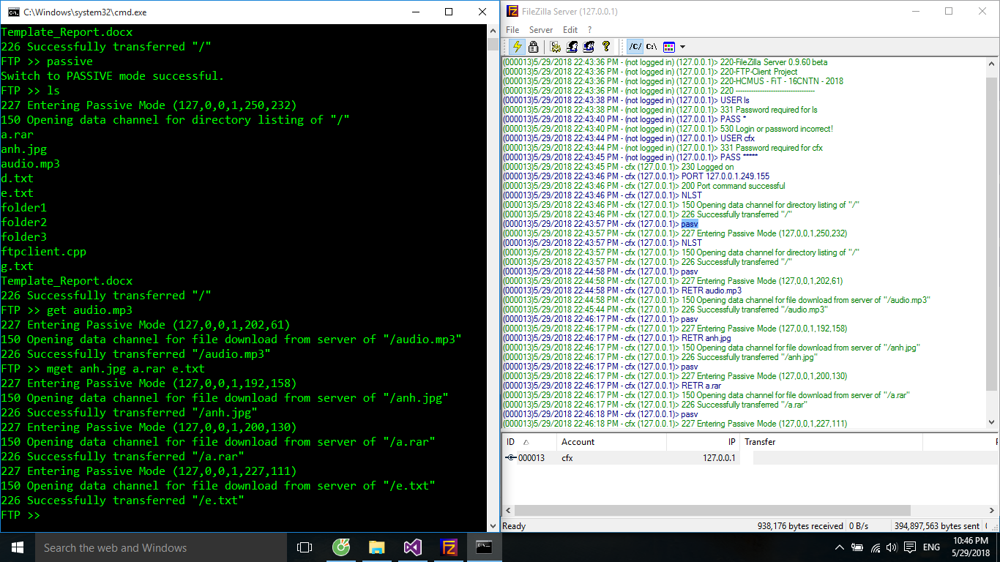 C:\Windows\system32\cmd.exe
Template_Report.docx
226 Successfully transferred "/"
FTP >> passive
Switch to PASSIVE mode successful.
FTP >> ls
227 Entering Passive Mode (127,0,0,1,250,232)
150 Opening data channel for directory listing of "/"
a.rar
anh.jpg
audio.mp3
d.txt
e.txt
folder1
folder2
folder3
ftpclient.cpp
g.txt
Template_Report.docx
226 Successfully transferred "/"
FTP >> get audio.mp3
227 Entering Passive Mode (127,0,0,1,202,61)
150 Opening data channel for file download from server of "/audio.mp3"
226 Successfully transferred "/audio.mp3"
FTP >> mget anh.jpg a.rar e.txt
227 Entering Passive Mode (127,0,0,1,192,158)
150 Opening data channel for file download from server of "/anh.jpg"
226 Successfully transferred "/anh.jpg"
227 Entering Passive Mode (127,0,0,1,200,130)
150 Opening data channel for file download from server of "/a.rar"
226 Successfully transferred "/a.rar"
227 Entering Passive Mode (127,0,0,1,227,111)
150 Opening data channel for file download from server of "/e.txt"
226 Successfully transferred "/e.txt"
FTP >>
FileZilla Server (127.0.0.1)
File Server Edit ?
/C/ C:\
(000013)5/29/2018 22:43:36 PM - (not logged in) (127.0.0.1)> 220-FileZilla Server 0.9.60 beta
(000013)5/29/2018 22:43:36 PM - (not logged in) (127.0.0.1)> 220-FTP-Client Project
(000013)5/29/2018 22:43:36 PM - (not logged in) (127.0.0.1)> 220-HCMUS - FiT - 16CNTN - 2018
(000013)5/29/2018 22:43:36 PM - (not logged in) (127.0.0.1)> 220 ------------------------------------
(000013)5/29/2018 22:43:38 PM - (not logged in) (127.0.0.1)> USER ls
(000013)5/29/2018 22:43:38 PM - (not logged in) (127.0.0.1)> 331 Password required for ls
(000013)5/29/2018 22:43:40 PM - (not logged in) (127.0.0.1)> PASS *
(000013)5/29/2018 22:43:40 PM - (not logged in) (127.0.0.1)> 530 Login or password incorrect!
(000013)5/29/2018 22:43:44 PM - (not logged in) (127.0.0.1)> USER cfx
(000013)5/29/2018 22:43:44 PM - (not logged in) (127.0.0.1)> 331 Password required for cfx
(000013)5/29/2018 22:43:45 PM - (not logged in) (127.0.0.1)> PASS *****
(000013)5/29/2018 22:43:45 PM - cfx (127.0.0.1)> 230 Logged on
(000013)5/29/2018 22:43:46 PM - cfx (127.0.0.1)> PORT 127.0.0.1.249.155
(000013)5/29/2018 22:43:46 PM - cfx (127.0.0.1)> 200 Port command successful
(000013)5/29/2018 22:43:46 PM - cfx (127.0.0.1)> NLST
(000013)5/29/2018 22:43:46 PM - cfx (127.0.0.1)> 150 Opening data channel for directory listing of "/"
(000013)5/29/2018 22:43:46 PM - cfx (127.0.0.1)> 226 Successfully transferred "/"
(000013)5/29/2018 22:43:57 PM - cfx (127.0.0.1)> pasv
(000013)5/29/2018 22:43:57 PM - cfx (127.0.0.1)> 227 Entering Passive Mode (127,0,0,1,250,232)
(000013)5/29/2018 22:43:57 PM - cfx (127.0.0.1)> NLST
(000013)5/29/2018 22:43:57 PM - cfx (127.0.0.1)> 150 Opening data channel for directory listing of "/"
(000013)5/29/2018 22:43:57 PM - cfx (127.0.0.1)> 226 Successfully transferred "/"
(000013)5/29/2018 22:44:58 PM - cfx (127.0.0.1)> pasv
(000013)5/29/2018 22:44:58 PM - cfx (127.0.0.1)> 227 Entering Passive Mode (127,0,0,1,202,61)
(000013)5/29/2018 22:44:58 PM - cfx (127.0.0.1)> RETR audio.mp3
(000013)5/29/2018 22:44:58 PM - cfx (127.0.0.1)> 150 Opening data channel for file download from server of "/audio.mp3"
(000013)5/29/2018 22:45:44 PM - cfx (127.0.0.1)> 226 Successfully transferred "/audio.mp3"
(000013)5/29/2018 22:46:17 PM - cfx (127.0.0.1)> pasv
(000013)5/29/2018 22:46:17 PM - cfx (127.0.0.1)> 227 Entering Passive Mode (127,0,0,1,192,158)
(000013)5/29/2018 22:46:17 PM - cfx (127.0.0.1)> RETR anh.jpg
(000013)5/29/2018 22:46:17 PM - cfx (127.0.0.1)> 150 Opening data channel for file download from server of "/anh.jpg"
(000013)5/29/2018 22:46:17 PM - cfx (127.0.0.1)> 226 Successfully transferred "/anh.jpg"
(000013)5/29/2018 22:46:17 PM - cfx (127.0.0.1)> pasv
(000013)5/29/2018 22:46:17 PM - cfx (127.0.0.1)> 227 Entering Passive Mode (127,0,0,1,200,130)
(000013)5/29/2018 22:46:17 PM - cfx (127.0.0.1)> RETR a.rar
(000013)5/29/2018 22:46:17 PM - cfx (127.0.0.1)> 150 Opening data channel for file download from server of "/a.rar"
(000013)5/29/2018 22:46:17 PM - cfx (127.0.0.1)> 226 Successfully transferred "/a.rar"
(000013)5/29/2018 22:46:18 PM - cfx (127.0.0.1)> pasv
(000013)5/29/2018 22:46:18 PM - cfx (127.0.0.1)> 227 Entering Passive Mode (127,0,0,1,227,111)
ID Account IP Transfer
000013 cfx 127.0.0.1
Ready 938,176 bytes received 0 B/s 394,897,563 bytes sent
Search the web and Windows
ENG
10:46 PM
5/29/2018